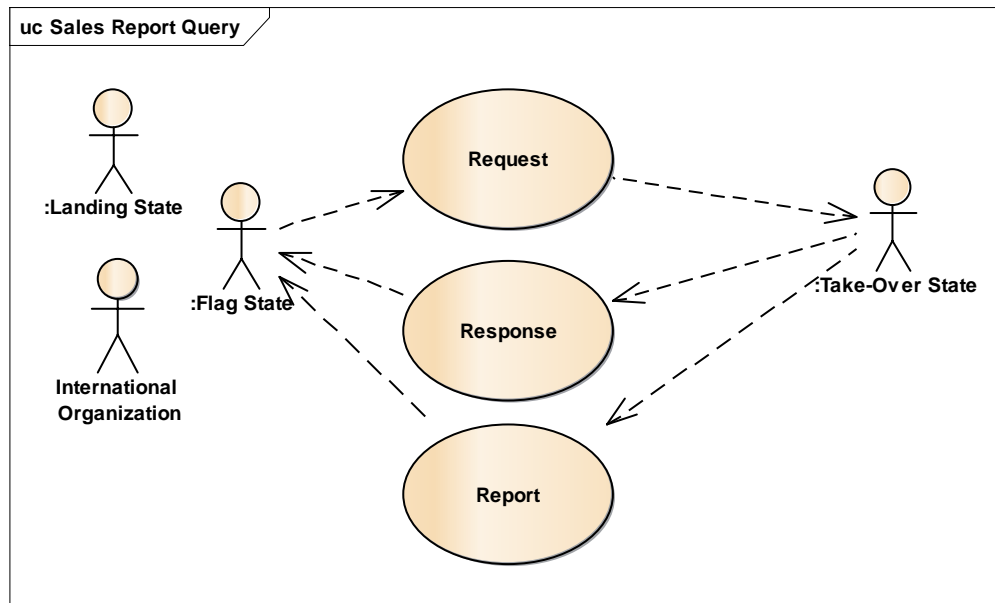 uc Sales Report Query
Request
:Landing State
:Flag State
:Take-Over State
International
Organization
Response
Report